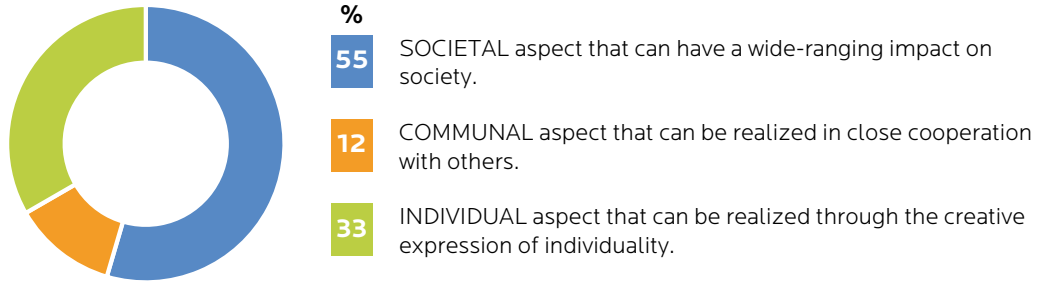 %
55
SOCIETAL aspect that can have a wide-ranging impact on
society.
12
COMMUNAL aspect that can be realized in close cooperation
with others.
33
INDIVIDUAL aspect that can be realized through the creative
expression of individuality.